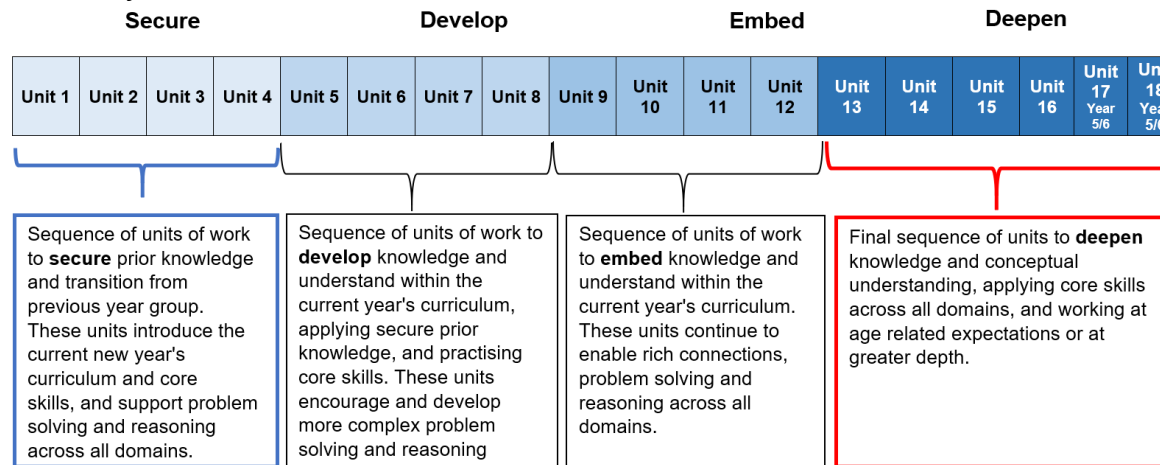 Secure Develop Embed Deepen
Unit 1 Unit 2 Unit 3 Unit 4 Unit 5 Unit 6 Unit 7 Unit 8 Unit 9 Unit 10 Unit 11 Unit 12 Unit 13 Unit 14 Unit 15 Unit 16 Unit 17 Year 5/6 5/6
Sequence of units of work
to secure prior knowledge
and transition from
previous year group.
These units introduce the
current new year's
curriculum and core
skills, and support problem
solving and reasoning
across all domains.
Sequence of units of work to
develop knowledge and
understand within the
current year's curriculum,
applying secure prior
knowledge, and practising
core skills. These units
encourage and develop
more complex problem
solving and reasoning
Sequence of units of work
to embed knowledge and
understand within the
current year's curriculum.
These units continue to
enable rich connections,
problem solving and
reasoning across all
domains.
Final sequence of units to deepen
knowledge and conceptual
understanding, applying core skills
across all domains, and working at
age related expectations or at
greater depth.